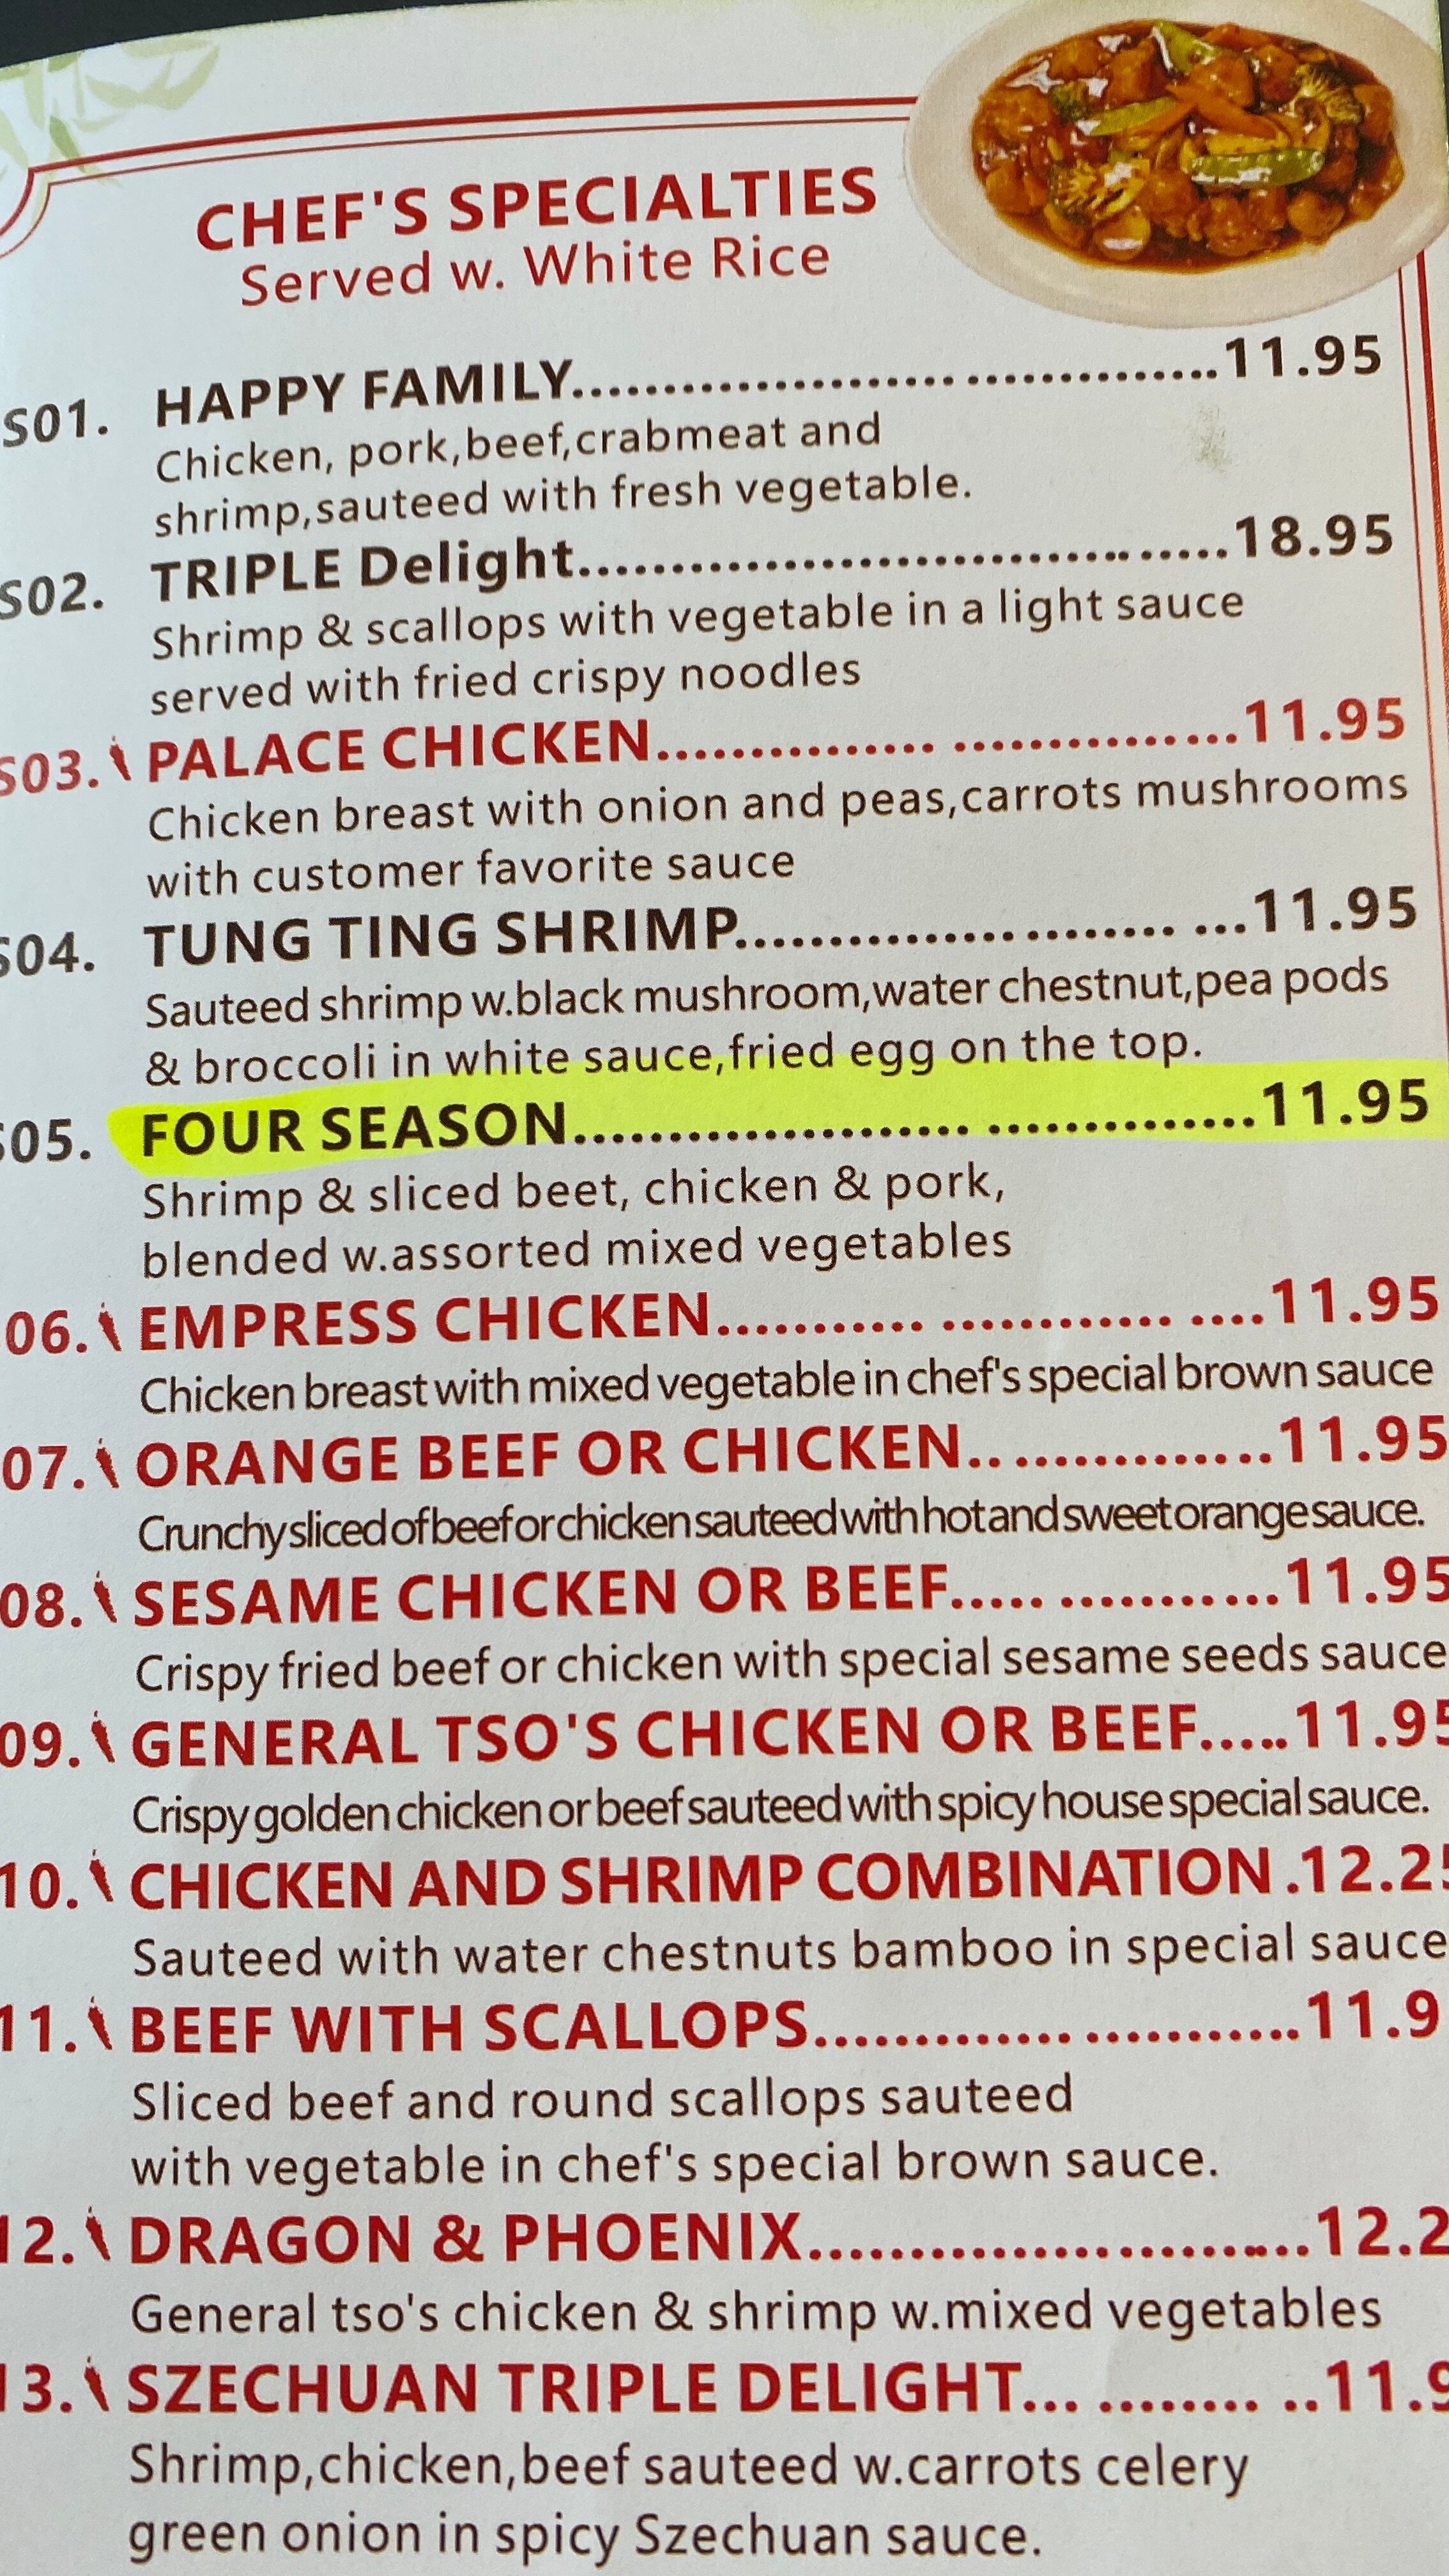 CHEF'S SPECIALTIES
Served w. White Rice
S01. HAPPY FAMILY...........................................11.95
Chicken, pork,beef,crabmeat and
shrimp,sauteed with fresh vegetable.
S02. TRIPLE Delight...........................................18.95
Shrimp & scallops with vegetable in a light sauce
served with fried crispy noodles
S03. PALACE CHICKEN............... ...............11.95
Chicken breast with onion and peas,carrots mushrooms
with customer favorite sauce
S04. TUNG TING SHRIMP........................ ...11.95
Sauteed shrimp w.black mushroom,water chestnut,pea pods
& broccoli in white sauce,fried egg on the top.
S05. FOUR SEASON..................... ..............11.95
Shrimp & sliced beet, chicken & pork,
blended w.assorted mixed vegetables
06. EMPRESS CHICKEN........... ............ ....11.95
Chicken breast with mixed vegetable in chef's special brown sauce
07. ORANGE BEEF OR CHICKEN.................11.95
Crunchy sliced of beef or chicken sauteed with hot and sweet orange sauce.
08. SESAME CHICKEN OR BEEF..... ............11.95
Crispy fried beef or chicken with special sesame seeds sauce
09. GENERAL TSO'S CHICKEN OR BEEF.....11.95
Crispy golden chicken or beef sauteed with spicy house special sauce.
10. CHICKEN AND SHRIMP COMBINATION .12.25
Sauteed with water chestnuts bamboo in special sauce
11. BEEF WITH SCALLOPS..........................11.9
Sliced beef and round scallops sauteed
with vegetable in chef's special brown sauce.
12. DRAGON & PHOENIX...........................12.2
General tso's chicken & shrimp w.mixed vegetables
13. SZECHUAN TRIPLE DELIGHT... ........ ..11.9
Shrimp,chicken,beef sauteed w.carrots celery
green onion in spicy Szechuan sauce.